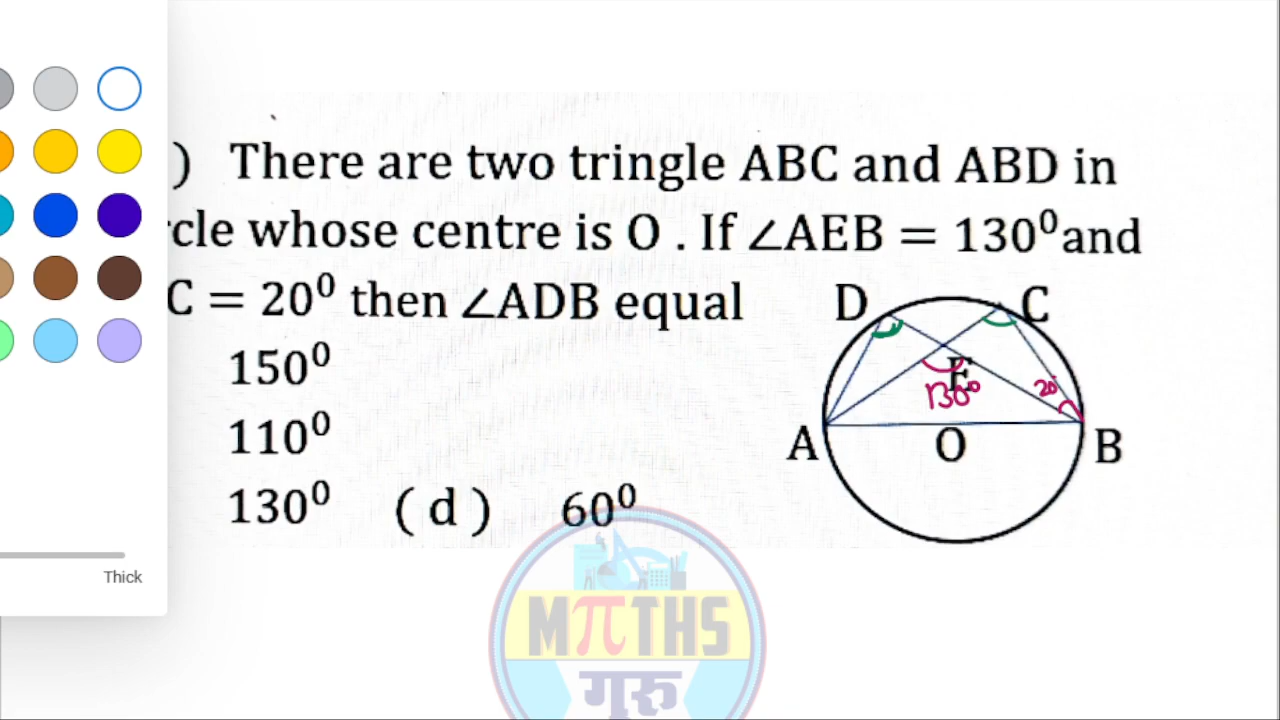 ) There are two tringle ABC and ABD in
rcle whose centre is O . If ∠AEB = 130⁰and
C = 20⁰ then ∠ADB equal
150⁰
110⁰
130⁰ ( d ) 60⁰
D C
E
130°
20°
A O B
Thick
MπTHS
गुरु